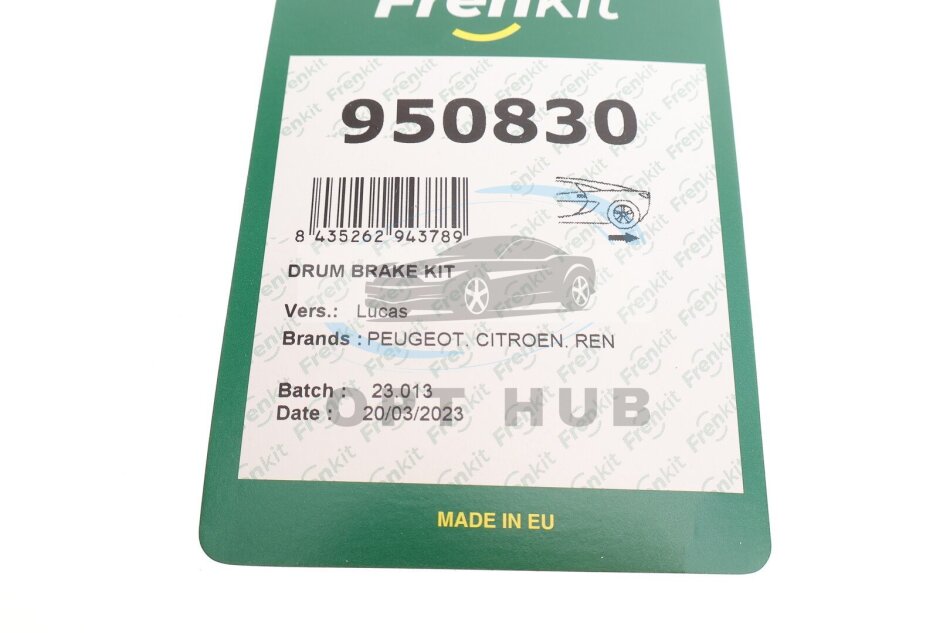 Frenkit
950830
8 435262 943789
DRUM BRAKE KIT
Vers.: Lucas
Brands : PEUGEOT. CITROEN. REN
OPT HUB
Batch : 23.013
Date : 20/03/2023
MADE IN EU